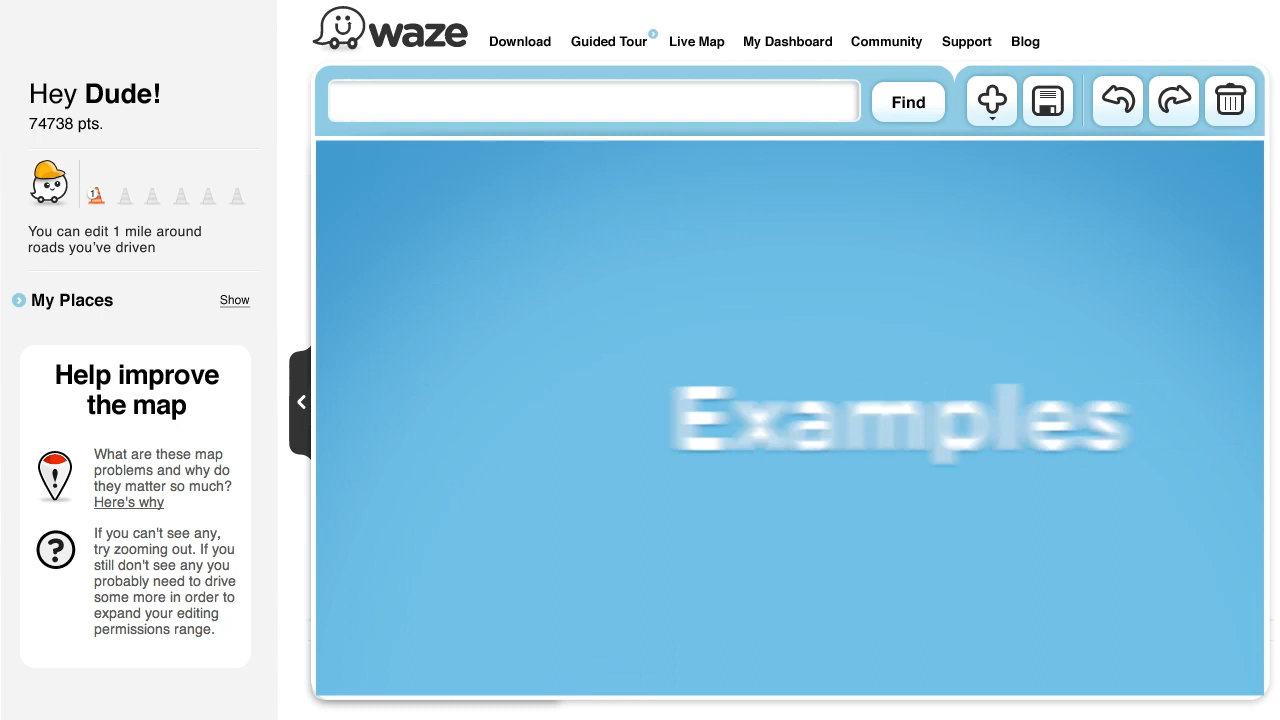 Hey Dude!
74738 pts.
1
You can edit 1 mile around
roads you've driven
My Places
Show
Help improve
the map
What are these map
problems and why do
they matter so much?
Here's why
If you can't see any,
try zooming out. If you
still don't see any you
probably need to drive
some more in order to
expand your editing
permissions range.
waze
Download
Guided Tour
Live Map
My Dashboard
Community
Support
Blog
Find
Examples